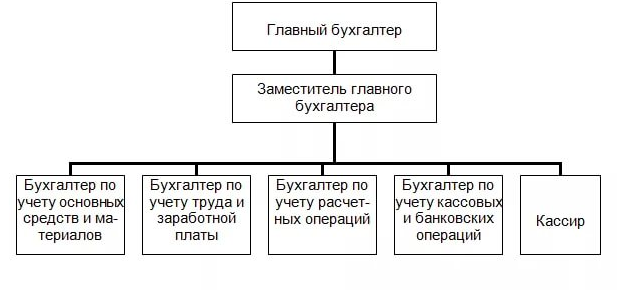 Главный бухгалтер
Заместитель главного
бухгалтера
Бухгалтер по
учету основных
средств и ма-
териалов
Бухгалтер по
учету труда и
заработной
платы
Бухгалтер по
учету расчет-
ных операций
Бухгалтер по
учету кассовых
и банковских
операций
Кассир